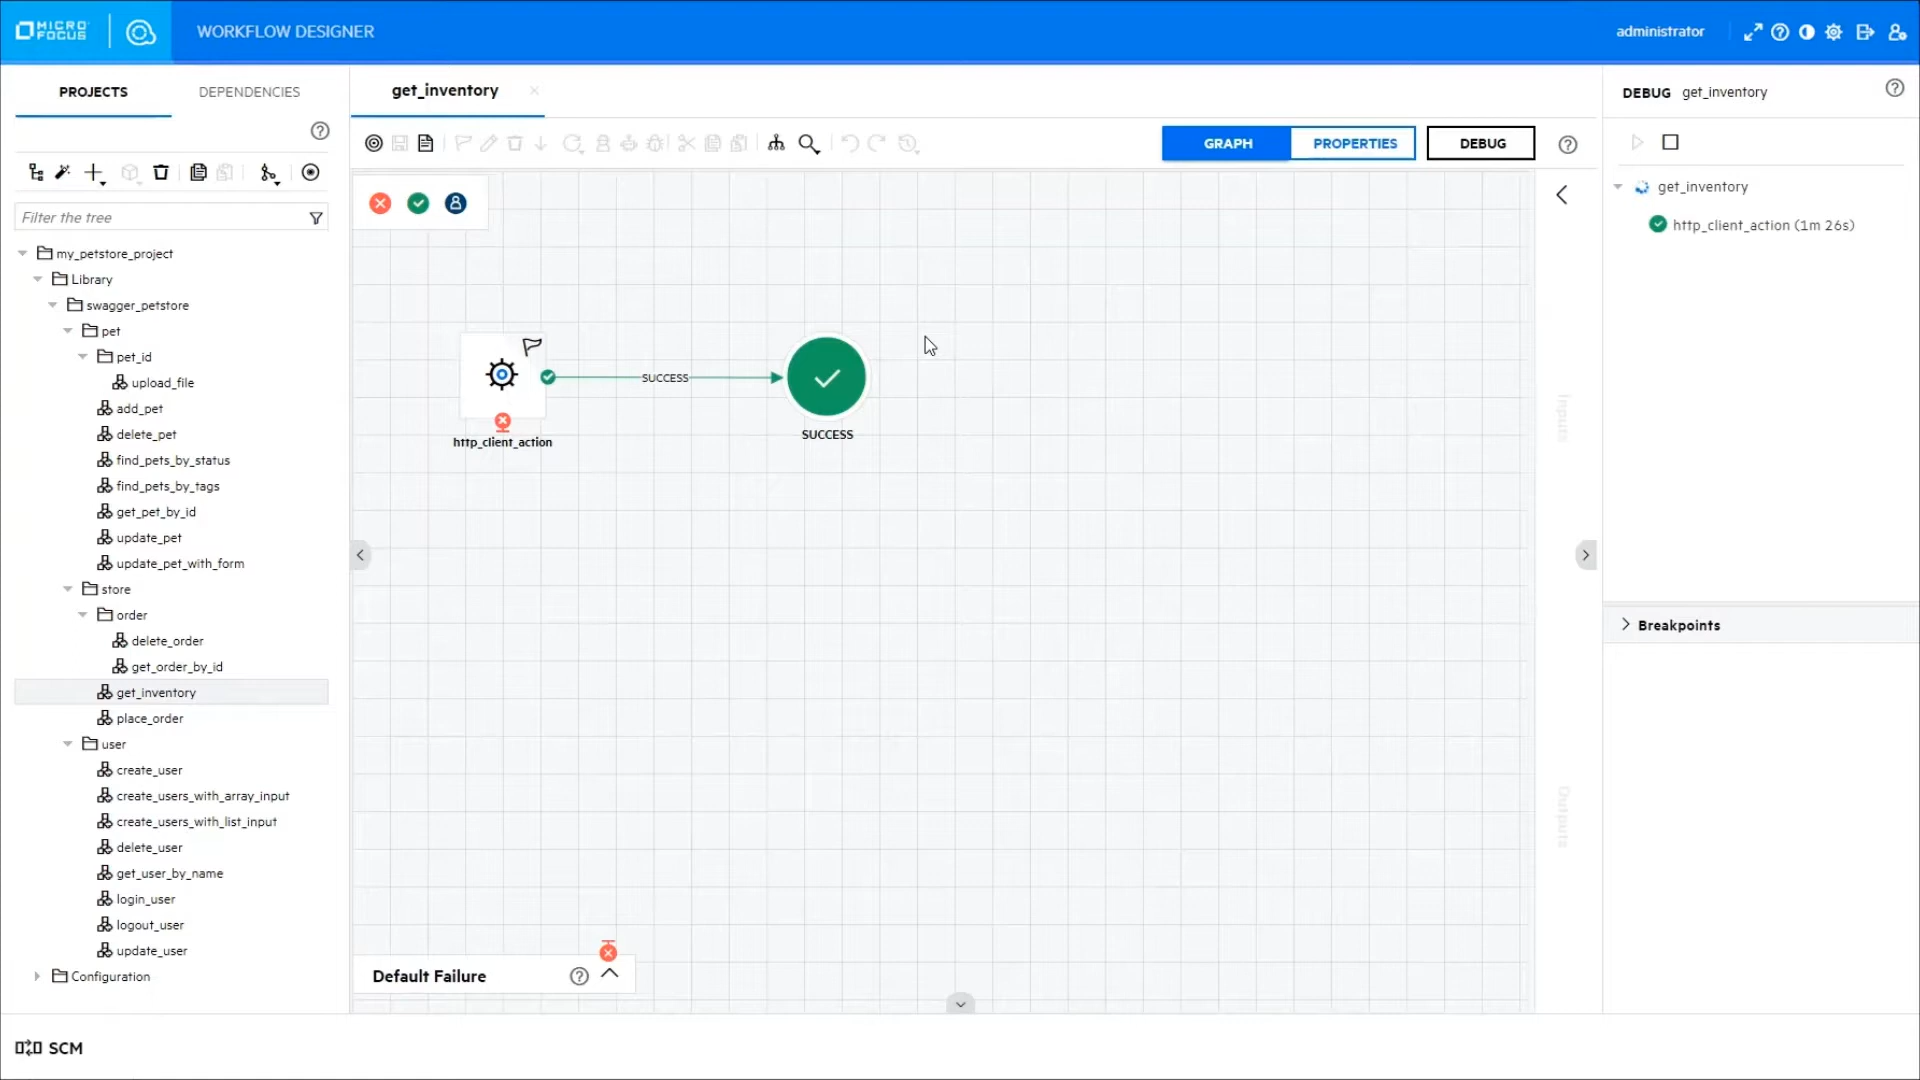 MICRO
FOCUS
WORKFLOW DESIGNER
administrator
PROJECTS
DEPENDENCIES
get_inventory
DEBUG get_inventory
GRAPH
PROPERTIES
DEBUG
Filter the tree
my_petstore_project
Library
swagger_petstore
pet
pet_id
upload_file
add_pet
delete_pet
find_pets_by_status
find_pets_by_tags
get_pet_by_id
update_pet
update_pet_with_form
store
order
delete_order
get_order_by_id
get_inventory
place_order
user
create_user
create_users_with_array_input
create_users_with_list_input
delete_user
get_user_by_name
login_user
logout_user
update_user
Configuration
SUCCESS
http_client_action
SUCCESS
Default Failure
Inputs
Outputs
get_inventory
http_client_action (1m 26s)
Breakpoints
SCM